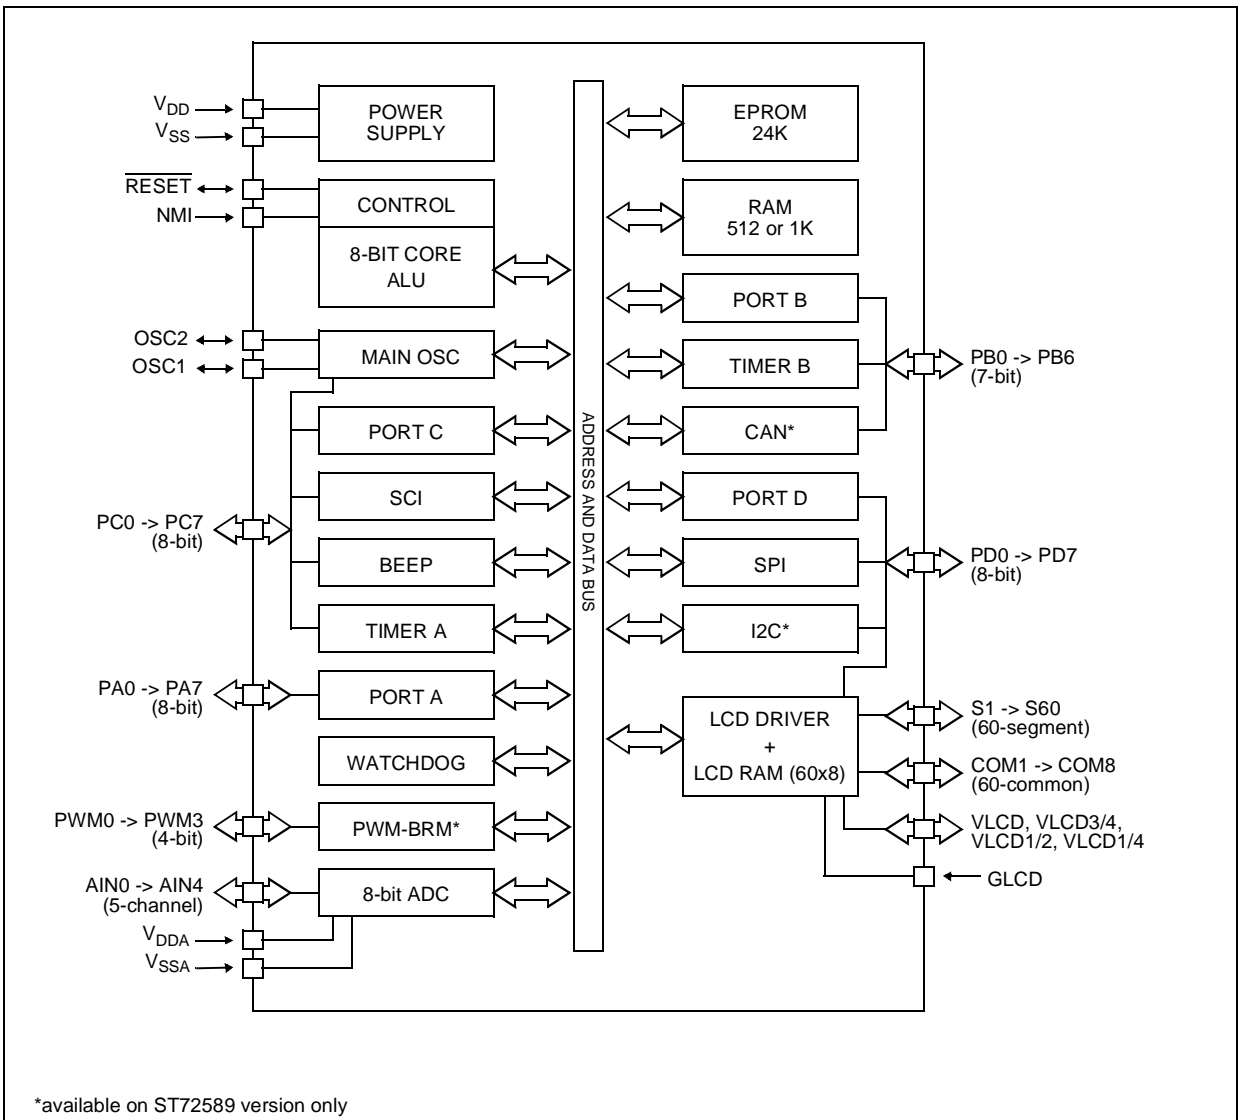 V_DD
V_SS
RESET
NMI
OSC2
OSC1
PC0 -> PC7
(8-bit)
PA0 -> PA7
(8-bit)
PWM0 -> PWM3
(4-bit)
AIN0 -> AIN4
(5-channel)
V_DDA
V_SSA
POWER
SUPPLY
CONTROL
8-BIT CORE
ALU
MAIN OSC
PORT C
SCI
BEEP
TIMER A
PORT A
WATCHDOG
PWM-BRM*
8-bit ADC
ADDRESS AND DATA BUS
EPROM
24K
RAM
512 or 1K
PORT B
TIMER B
CAN*
PORT D
SPI
I2C*
LCD DRIVER
+
LCD RAM (60x8)
PB0 -> PB6
(7-bit)
PD0 -> PD7
(8-bit)
S1 -> S60
(60-segment)
COM1 -> COM8
(60-common)
VLCD, VLCD3/4,
VLCD1/2, VLCD1/4
GLCD
*available on ST72589 version only